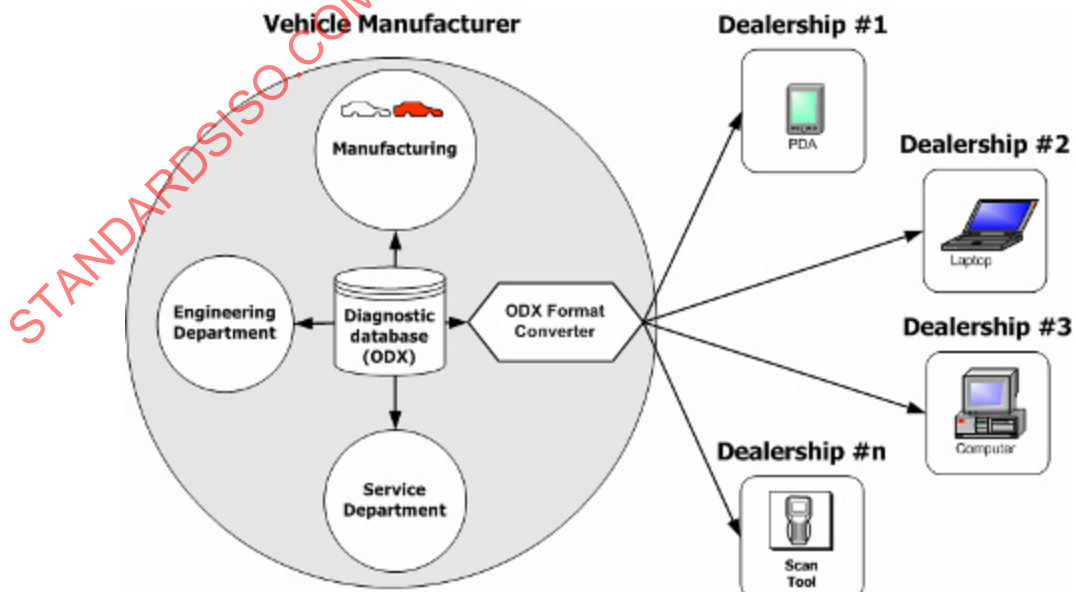 Vehicle Manufacturer
Manufacturing
Engineering
Department
Diagnostic
database
(ODX)
ODX Format
Converter
Service
Department
Dealership #1
PDA
Dealership #2
Laptop
Dealership #3
Computer
Dealership #n
Scan
Tool
STANDARDSISO.COM